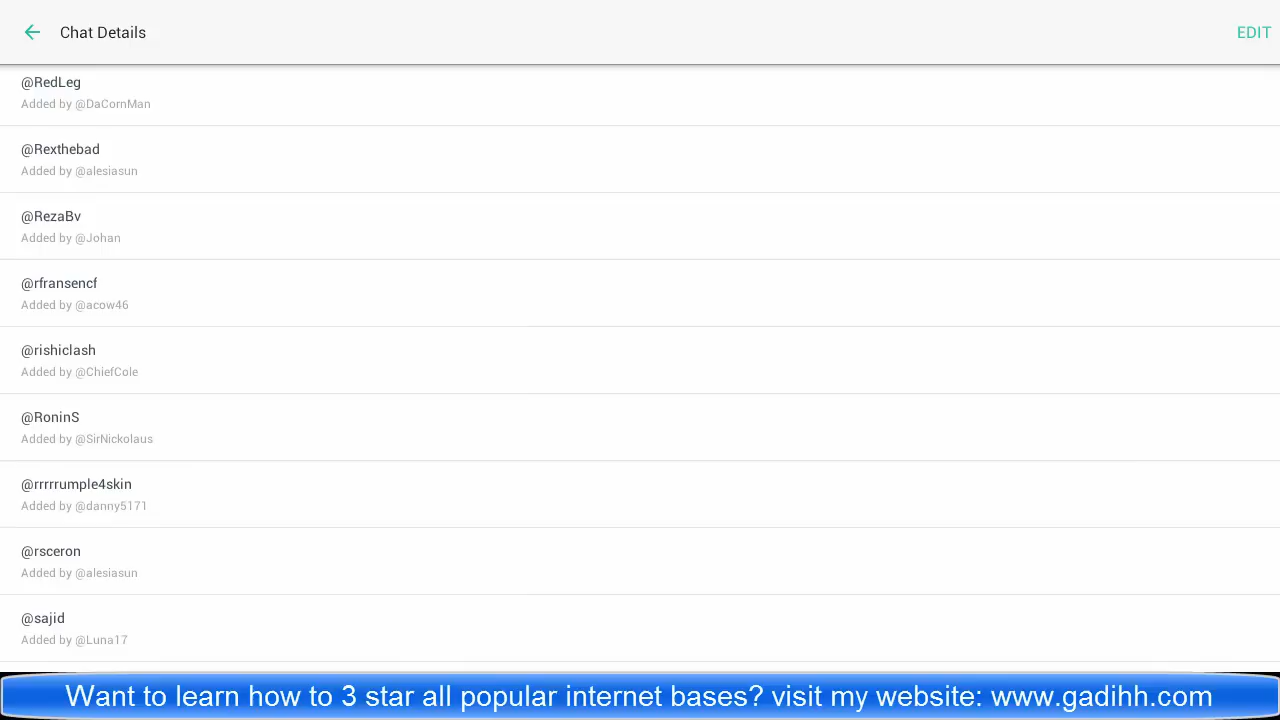 Chat Details
EDIT
@RedLeg
Added by @DaCornMan
@Rexthebad
Added by @alesiasun
@RezaBv
Added by @Johan
@rfransencf
Added by @acow46
@rishiclash
Added by @ChiefCole
@RoninS
Added by @SirNickolaus
@rrrrrumple4skin
Added by @danny5171
@rsceron
Added by @alesiasun
@sajid
Added by @Luna17
Want to learn how to 3 star all popular internet bases? visit my website: www.gadihh.com